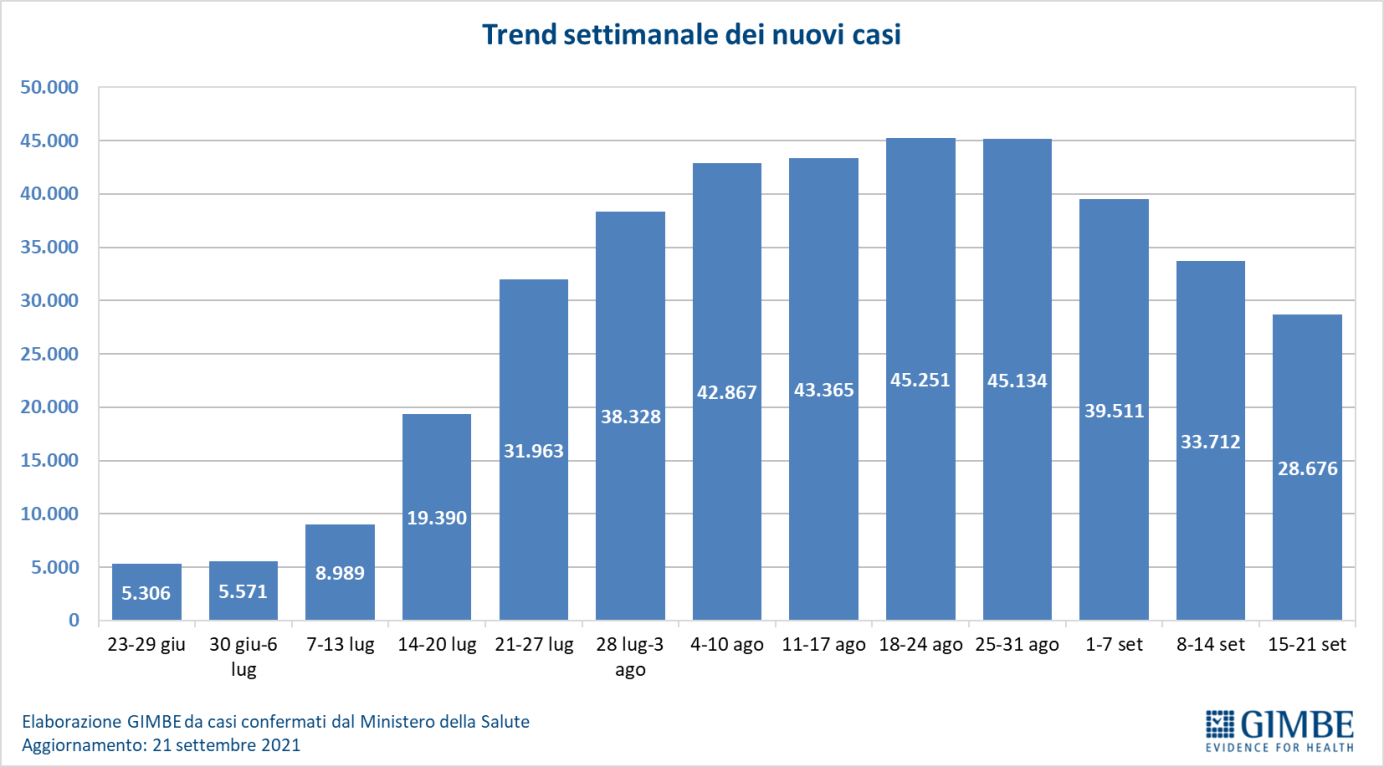 Trend settimanale dei nuovi casi
50.000
45.000
40.000
35.000
30.000
25.000
20.000
15.000
10.000
5.000
0
5.306
5.571
8.989
19.390
31.963
38.328
42.867
43.365
45.251
45.134
39.511
33.712
28.676
23-29 giu
30 giu-6
lug
7-13 lug
14-20 lug
21-27 lug
28 lug-3
ago
4-10 ago
11-17 ago
18-24 ago
25-31 ago
1-7 set
8-14 set
15-21 set
Elaborazione GIMBE da casi confermati dal Ministero della Salute
Aggiornamento: 21 settembre 2021
GIMBE
EVIDENCE FOR HEALTH